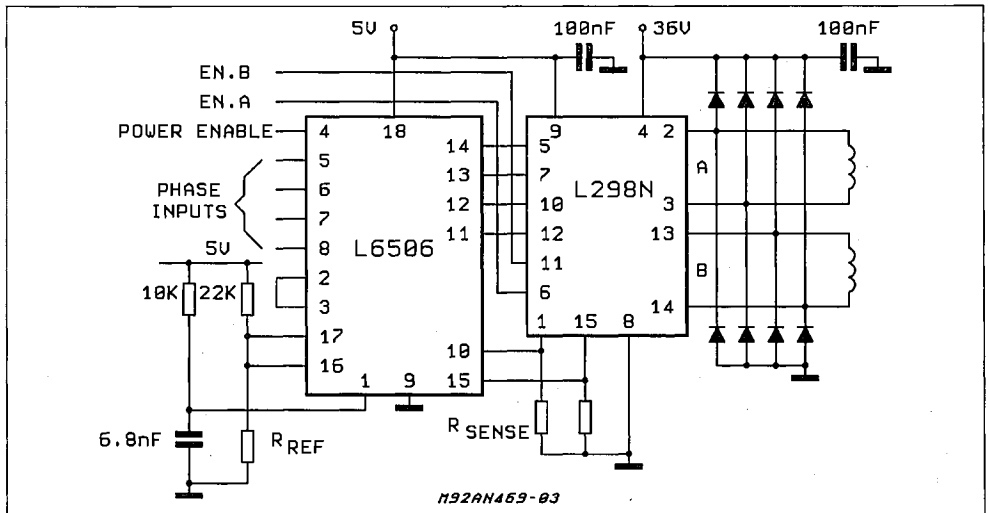 5V
100nF
36V
100nF
EN.B
EN.A
POWER ENABLE
PHASE
INPUTS
5V
10K
22K
6.8nF
R REF
L6506
4
5
6
7
8
2
3
17
16
18
14
13
12
11
10
15
1
9
L298N
9
4
5
7
10
12
11
6
1
15
8
2
3
13
14
A
B
R SENSE
M92AN469-03